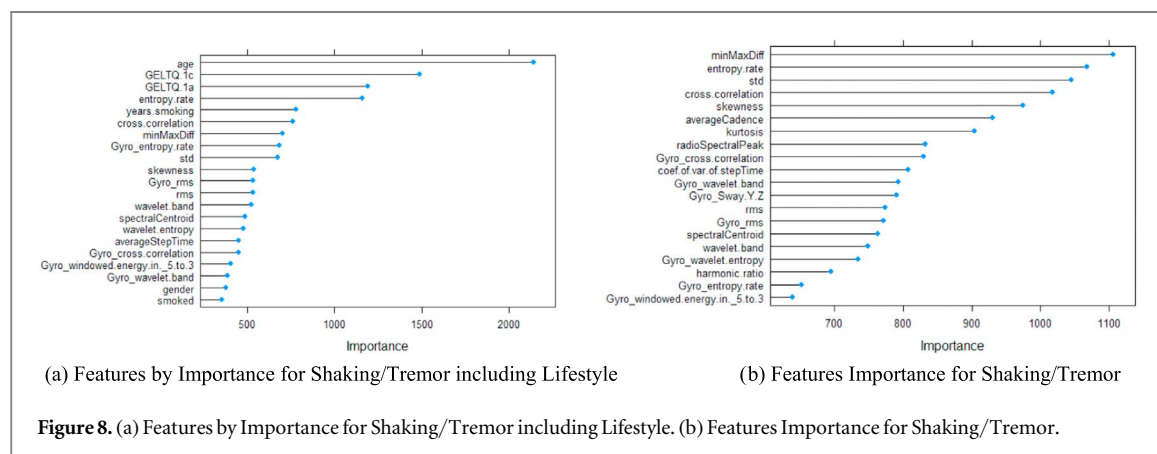 age
GELTQ.1c
GELTQ.1a
entropy.rate
years.smoking
cross.correlation
minMaxDiff
Gyro_entropy.rate
std
skewness
Gyro_rms
rms
wavelet.band
spectralCentroid
wavelet.entropy
averageStepTime
Gyro_cross.correlation
Gyro_windowed.energy.in._5.to.3
Gyro_wavelet.band
gender
smoked
500 1000 1500 2000
Importance
(a) Features by Importance for Shaking/Tremor including Lifestyle
minMaxDiff
entropy.rate
std
cross.correlation
skewness
averageCadence
kurtosis
radioSpectralPeak
Gyro_cross.correlation
coef.of.var.of.stepTime
Gyro_wavelet.band
Gyro_Sway.Y.Z
rms
Gyro_rms
spectralCentroid
wavelet.band
Gyro_wavelet.entropy
harmonic.ratio
Gyro_entropy.rate
Gyro_windowed.energy.in._5.to.3
700 800 900 1000 1100
Importance
(b) Features Importance for Shaking/Tremor
Figure 8. (a) Features by Importance for Shaking/Tremor including Lifestyle. (b) Features Importance for Shaking/Tremor.